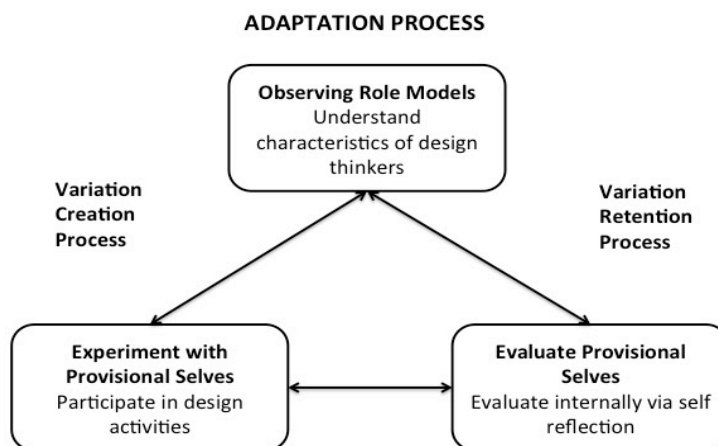 ADAPTATION PROCESS
Observing Role Models
Understand
characteristics of design
thinkers
Variation
Creation
Process
Variation
Retention
Process
Experiment with
Provisional Selves
Participate in design
activities
Evaluate Provisional
Selves
Evaluate internally via self
reflection